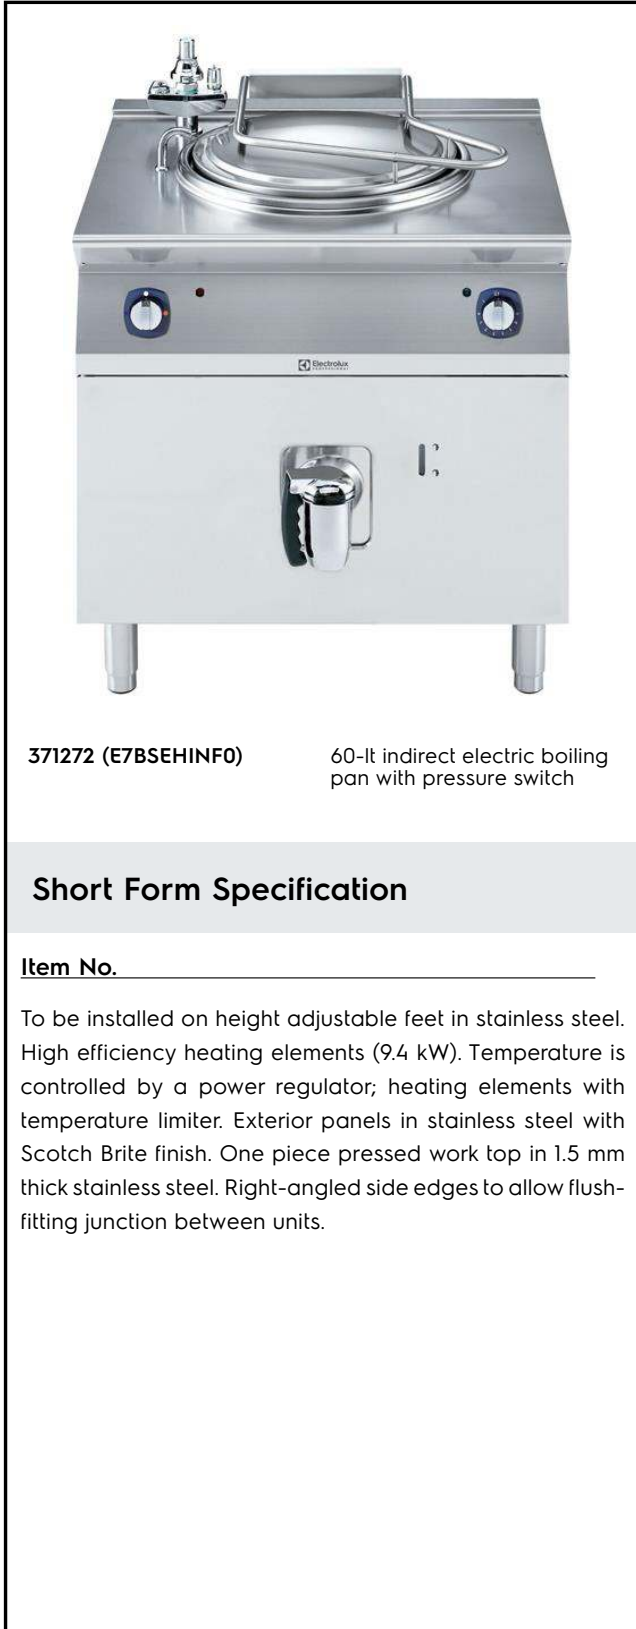 Electrolux
PROFESSIONAL
371272 (E7BSEHINF0)
60-lt indirect electric boiling
pan with pressure switch
Short Form Specification
Item No.
To be installed on height adjustable feet in stainless steel.
High efficiency heating elements (9.4 kW). Temperature is
controlled by a power regulator; heating elements with
temperature limiter. Exterior panels in stainless steel with
Scotch Brite finish. One piece pressed work top in 1.5 mm
thick stainless steel. Right-angled side edges to allow flush-
fitting junction between units.